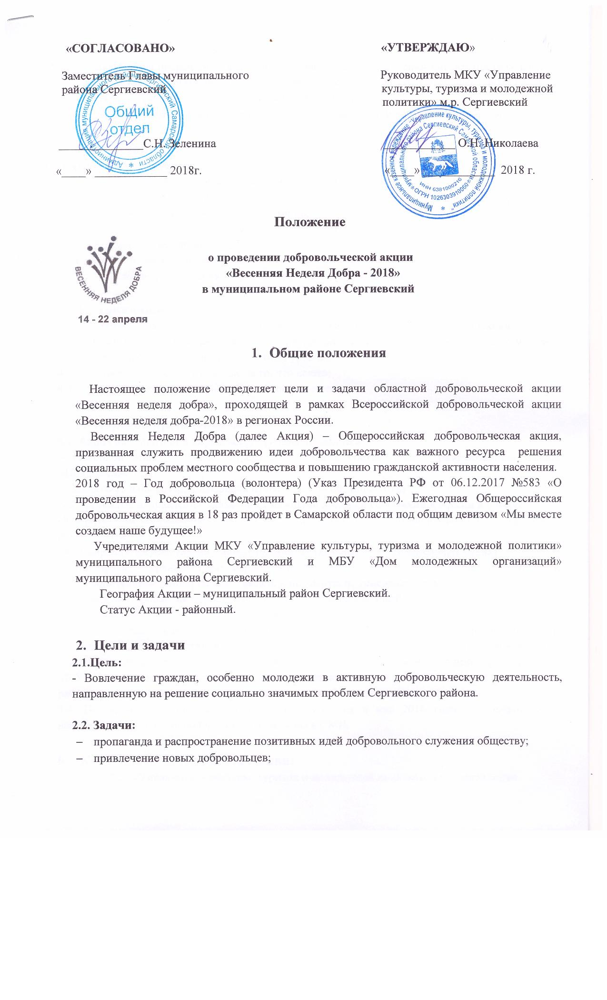 «СОГЛАСОВАНО»
Заместитель Главы муниципального
района Сергиевский
Общий
отдел
Администрация муниципального района Сергиевский Самарской области *
_____________С.Н. Зеленина
«____» ____________ 2018г.
«УТВЕРЖДАЮ»
Руководитель МКУ «Управление
культуры, туризма и молодежной
политики» м.р. Сергиевский
Муниципальное казенное учреждение "Управление культуры, туризма и молодежной политики" *
муниципального района Сергиевский Самарской области
ИНН 6381000216
*ОГРН 1026303910060*
____________ О.Н. Николаева
«____» ____________ 2018 г.
Положение
о проведении добровольческой акции
«Весенняя Неделя Добра - 2018»
в муниципальном районе Сергиевский
ВЕСЕННЯЯ НЕДЕЛЯ ДОБРА
14 - 22 апреля
1. Общие положения
Настоящее положение определяет цели и задачи областной добровольческой акции
«Весенняя неделя добра», проходящей в рамках Всероссийской добровольческой акции
«Весенняя неделя добра-2018» в регионах России.
Весенняя Неделя Добра (далее Акция) – Общероссийская добровольческая акция,
призванная служить продвижению идеи добровольчества как важного ресурса решения
социальных проблем местного сообщества и повышению гражданской активности населения.
2018 год – Год добровольца (волонтера) (Указ Президента РФ от 06.12.2017 №583 «О
проведении в Российской Федерации Года добровольца»). Ежегодная Общероссийская
добровольческая акция в 18 раз пройдет в Самарской области под общим девизом «Мы вместе
создаем наше будущее!»
Учредителями Акции МКУ «Управление культуры, туризма и молодежной политики»
муниципального района Сергиевский и МБУ «Дом молодежных организаций»
муниципального района Сергиевский.
География Акции – муниципальный район Сергиевский.
Статус Акции - районный.
2. Цели и задачи
2.1.Цель:
- Вовлечение граждан, особенно молодежи в активную добровольческую деятельность,
направленную на решение социально значимых проблем Сергиевского района.
2.2. Задачи:
– пропаганда и распространение позитивных идей добровольного служения обществу;
– привлечение новых добровольцев;